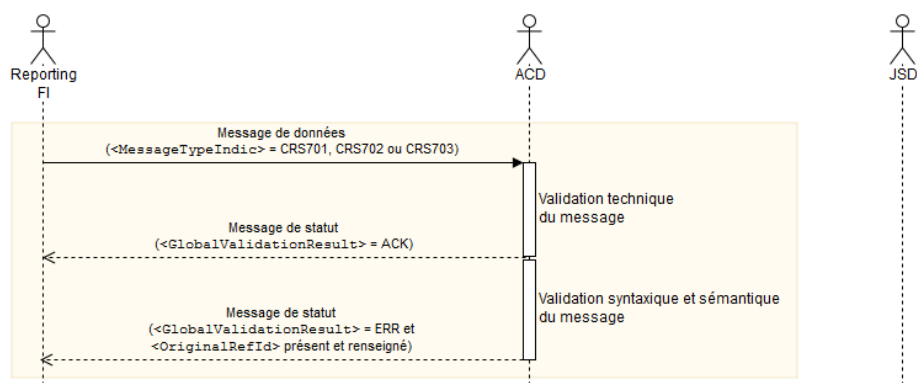 Reporting
FI
ACD
JSD
Message de données
(<MessageTypeIndic> = CRS701, CRS702 ou CRS703)
Validation technique
du message
Message de statut
(<GlobalValidationResult> = ACK)
Validation syntaxique et sémantique
du message
Message de statut
(<GlobalValidationResult> = ERR et
<OriginalRefId> présent et renseigné)